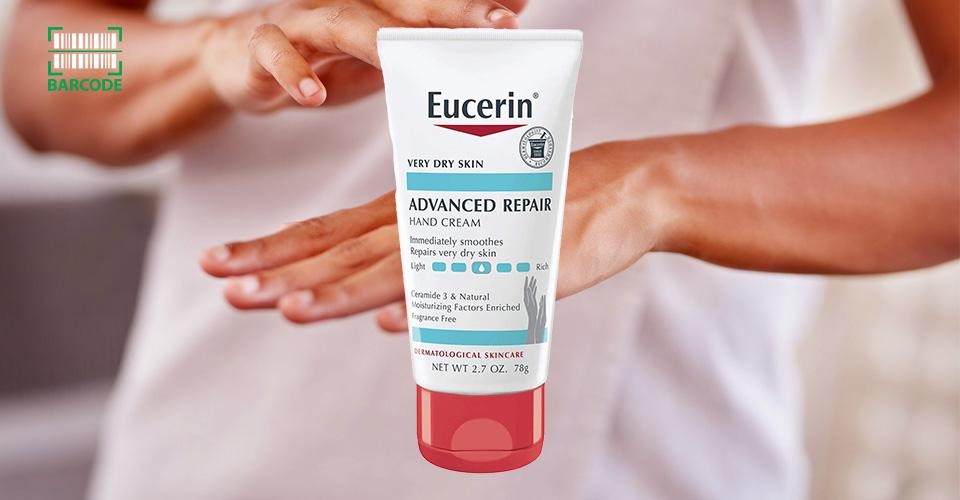 BARCODE
Eucerin®
VERY DRY SKIN
ADVANCED REPAIR
HAND CREAM
Immediately smoothes
Repairs very dry skin
Light Rich
Ceramide 3 & Natural
Moisturizing Factors Enriched
Fragrance Free
DERMATOLOGICAL SKINCARE
NET WT 2.7 OZ. 78g